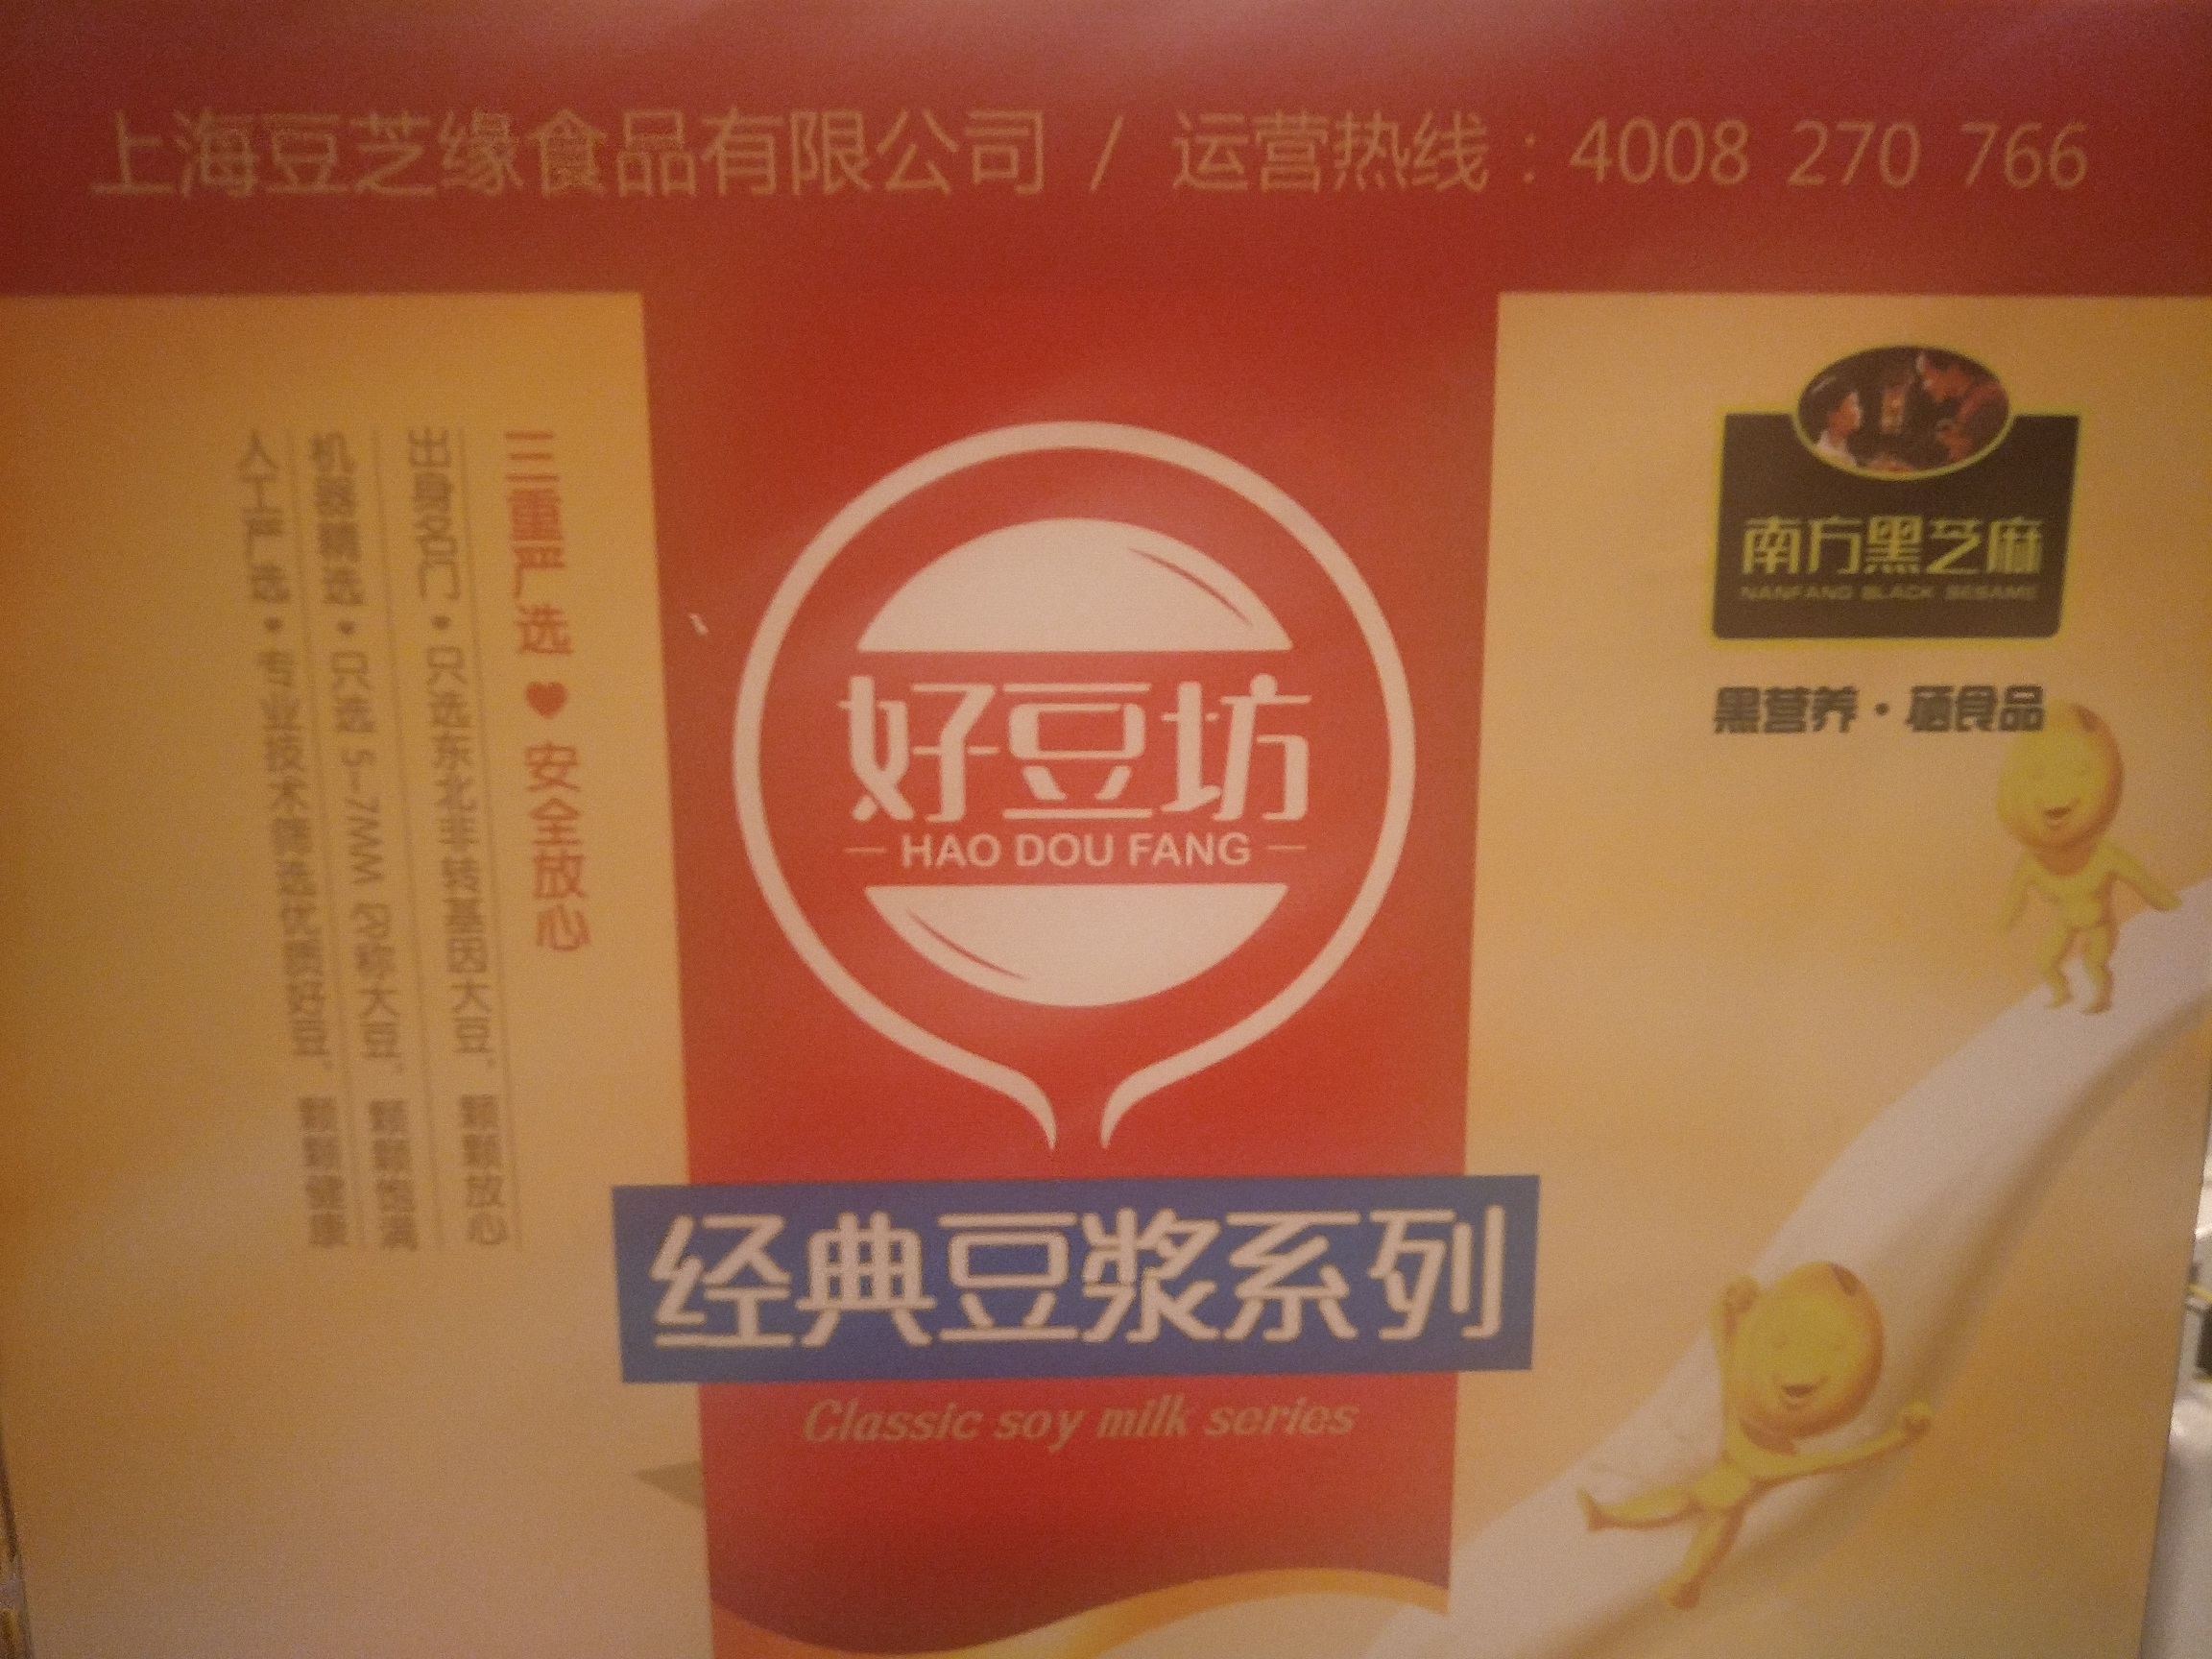 上海豆芝缘食品有限公司 / 运营热线：4008 270 766
三重严选 ♥ 安全放心
出身名门 • 只选东北非转基因大豆，颗颗放心
机器精选 • 只选 5-7MM 匀称大豆，颗颗饱满
人工严选 • 专业技术筛选优质好豆，颗颗健康
好豆坊
HAO DOU FANG
经典豆浆系列
Classic soy milk series
南方黑芝麻
NANFANG BLACK SESAME
黑营养・硒食品